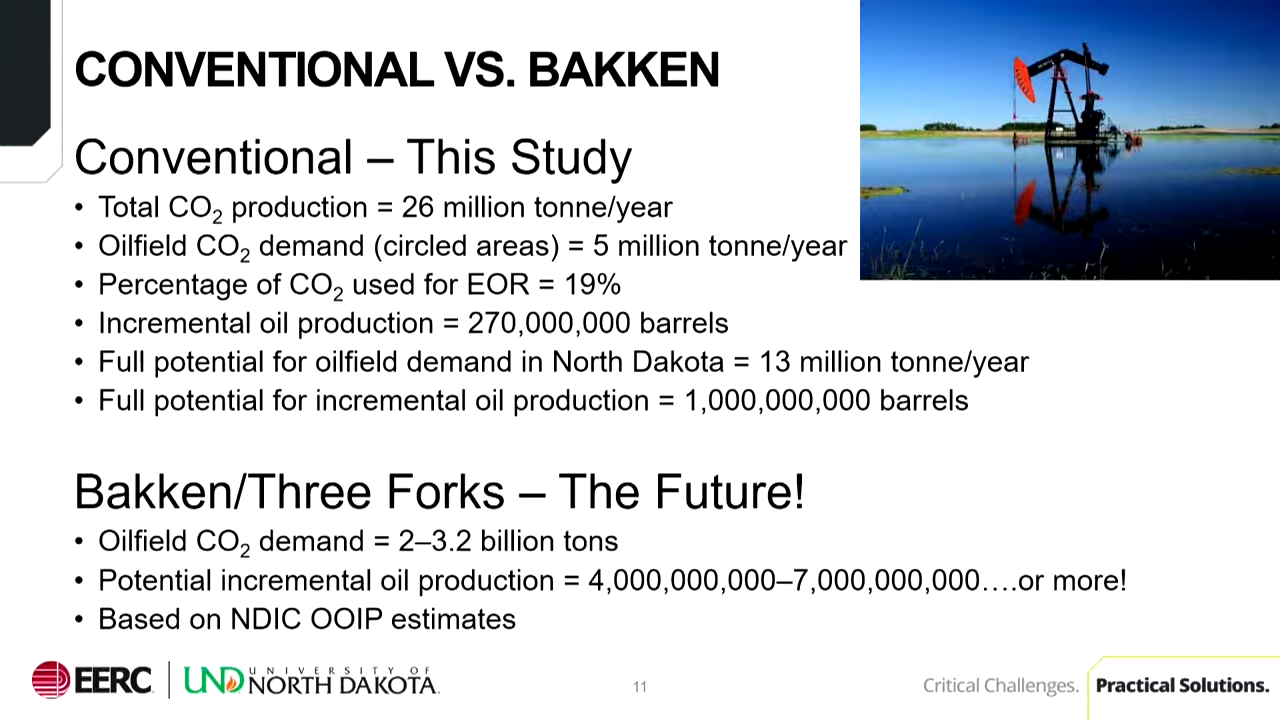 CONVENTIONAL VS. BAKKEN
Conventional – This Study
• Total CO₂ production = 26 million tonne/year
• Oilfield CO₂ demand (circled areas) = 5 million tonne/year
• Percentage of CO₂ used for EOR = 19%
• Incremental oil production = 270,000,000 barrels
• Full potential for oilfield demand in North Dakota = 13 million tonne/year
• Full potential for incremental oil production = 1,000,000,000 barrels
Bakken/Three Forks – The Future!
• Oilfield CO₂ demand = 2–3.2 billion tons
• Potential incremental oil production = 4,000,000,000–7,000,000,000….or more!
• Based on NDIC OOIP estimates
EERC
UND
UNIVERSITY OF
NORTH DAKOTA
11
Critical Challenges. Practical Solutions.